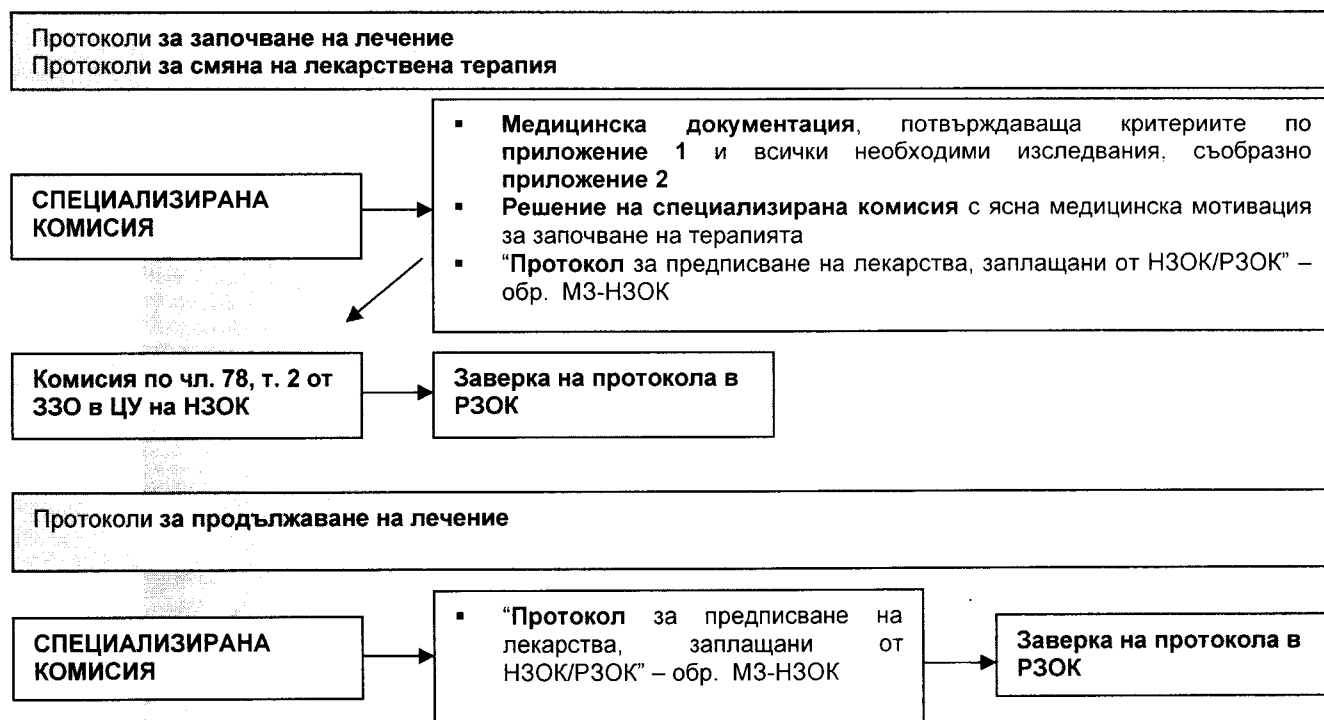 Протоколи за започване на лечение
Протоколи за смяна на лекарствена терапия
СПЕЦИАЛИЗИРАНА
КОМИСИЯ
▪ Медицинска документация, потвърждаваща критериите по
приложение 1 и всички необходими изследвания, съобразно
приложение 2
▪ Решение на специализирана комисия с ясна медицинска мотивация
за започване на терапията
▪ “Протокол за предписване на лекарства, заплащани от НЗОК/РЗОК” –
обр. МЗ-НЗОК
Комисия по чл. 78, т. 2 от
ЗЗО в ЦУ на НЗОК
Заверка на протокола в
РЗОК
Протоколи за продължаване на лечение
СПЕЦИАЛИЗИРАНА
КОМИСИЯ
▪ “Протокол за предписване на
лекарства, заплащани от
НЗОК/РЗОК” – обр. МЗ-НЗОК
Заверка на протокола в
РЗОК